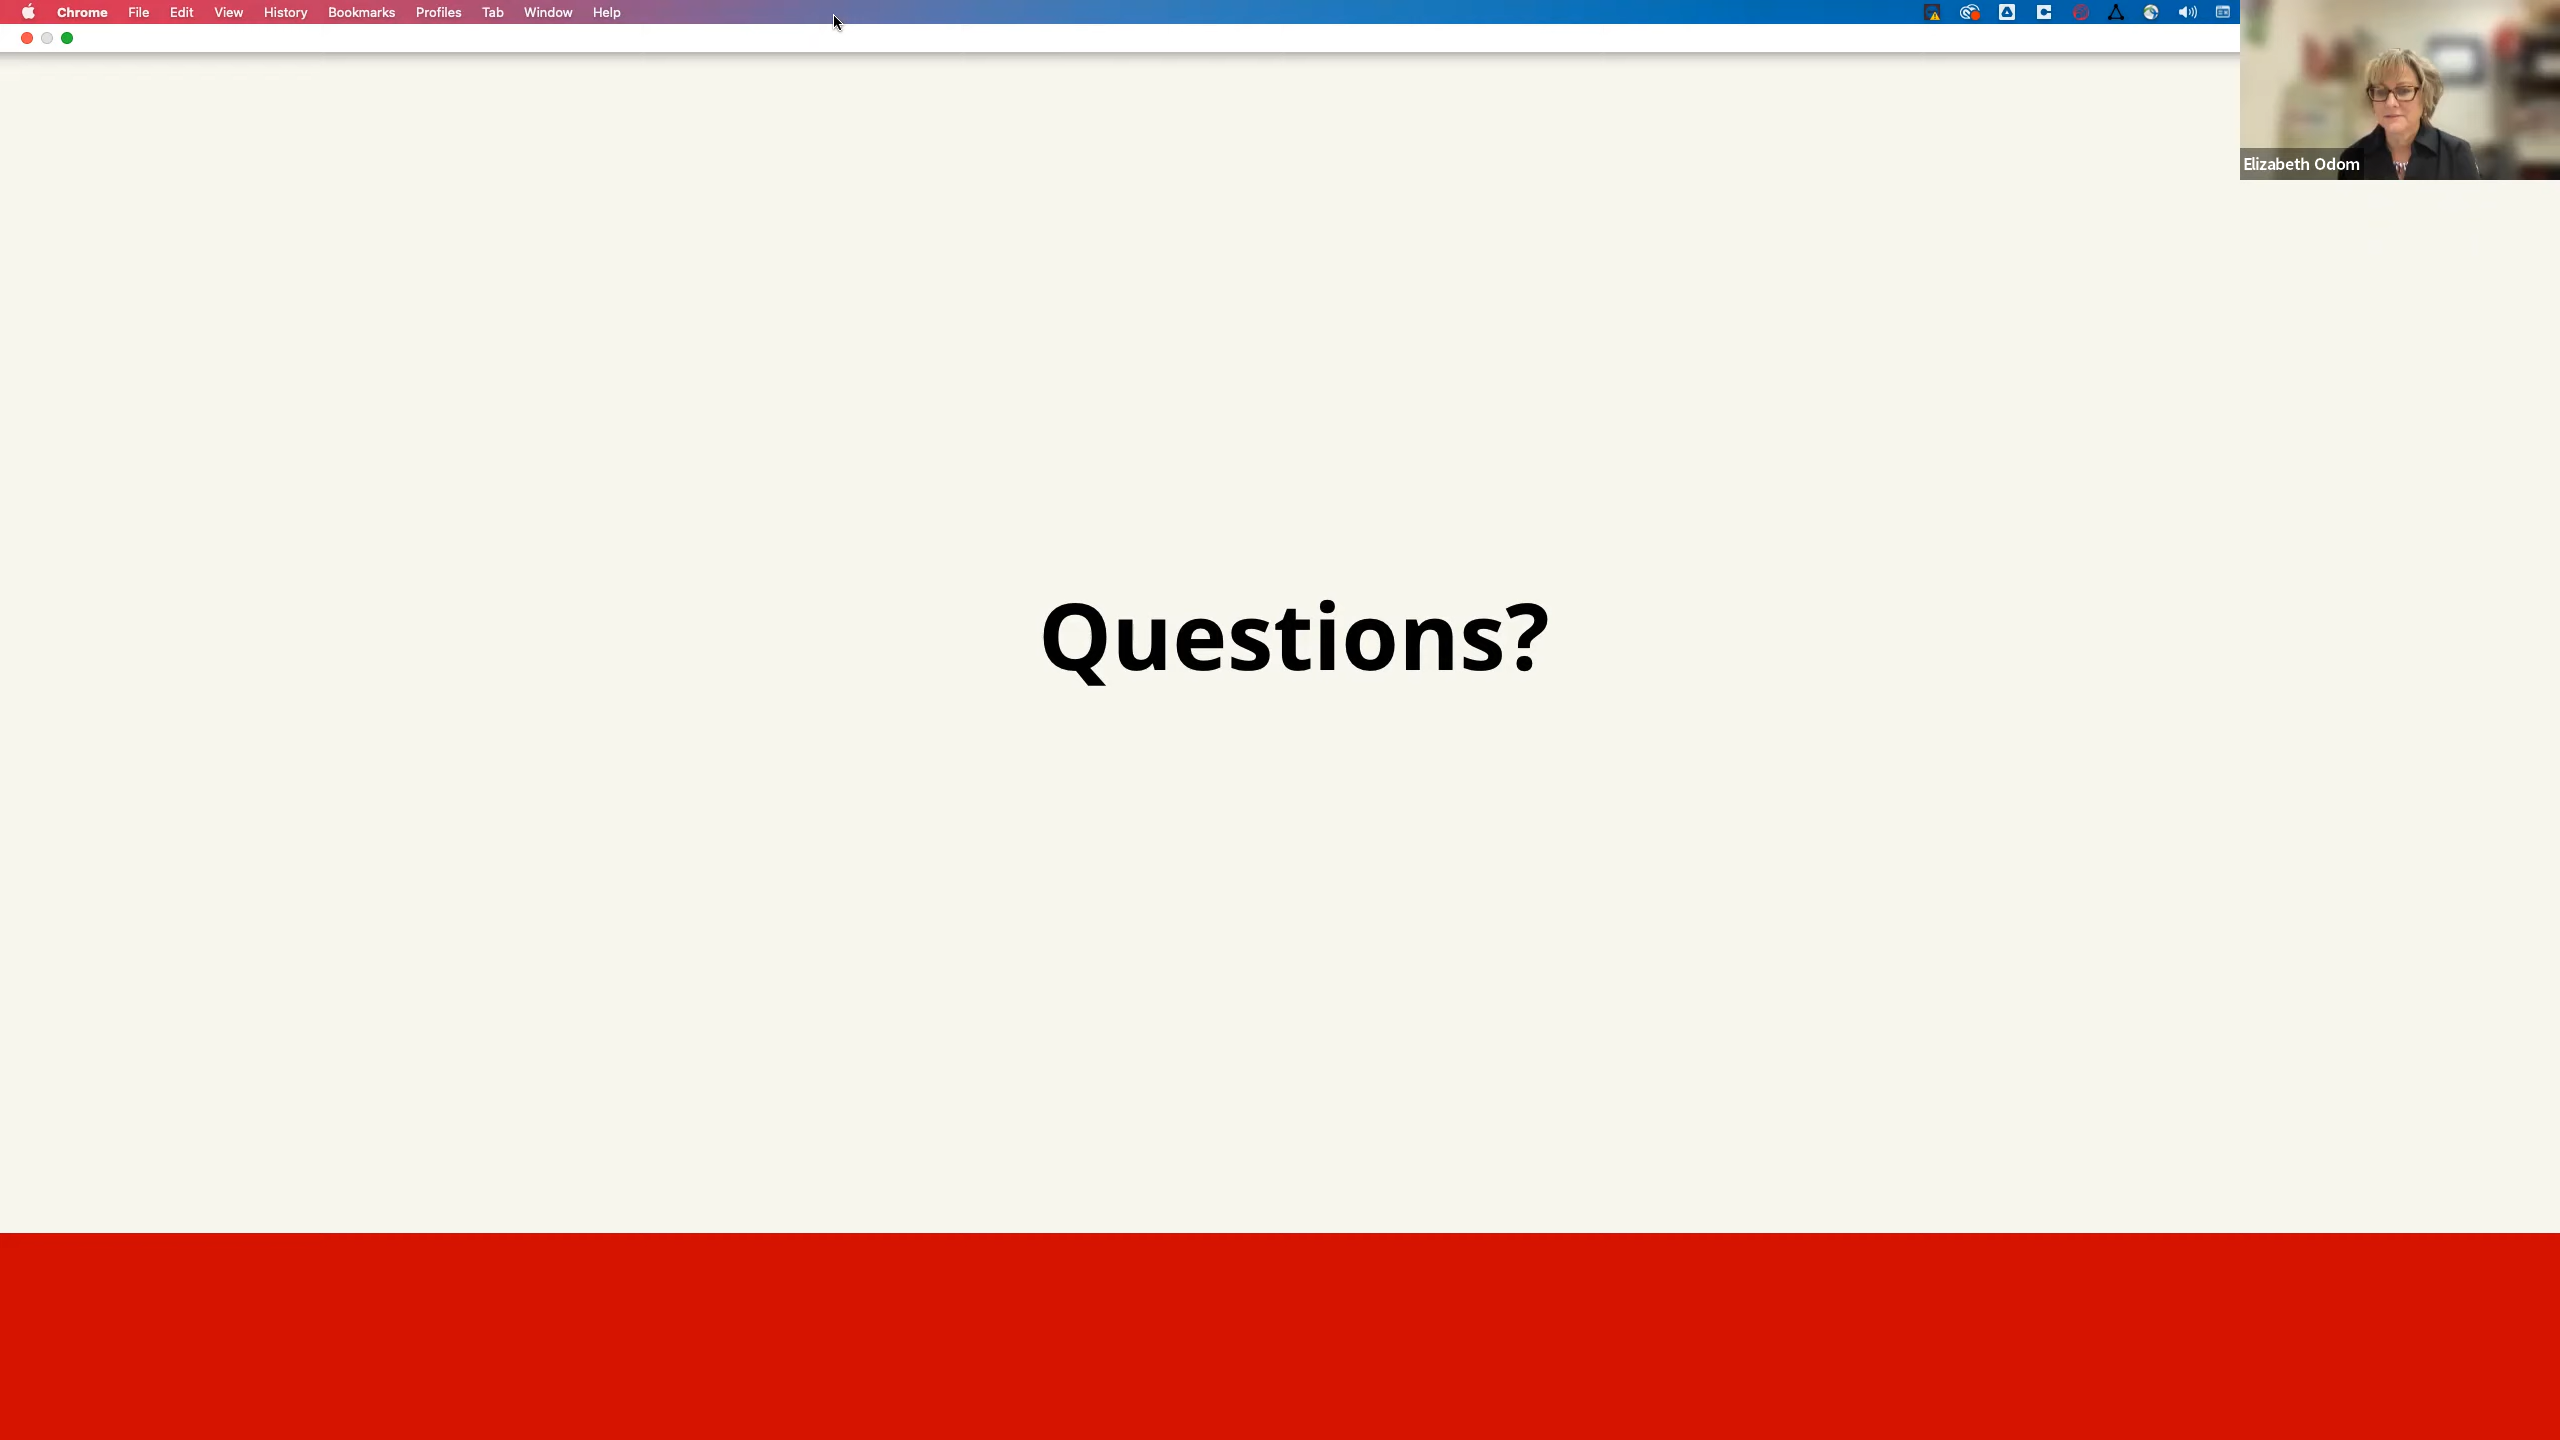 Chrome File Edit View History Bookmarks Profiles Tab Window Help
Elizabeth Odom
Questions?